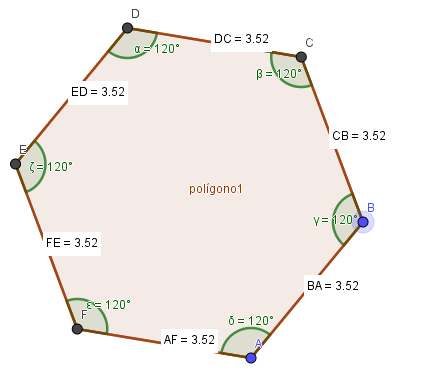 D
DC = 3.52
C
α = 120°
β = 120°
ED = 3.52
CB = 3.52
E
ζ = 120°
polígono1
B
γ = 120°
FE = 3.52
BA = 3.52
ε = 120°
F
δ = 120°
AF = 3.52
A